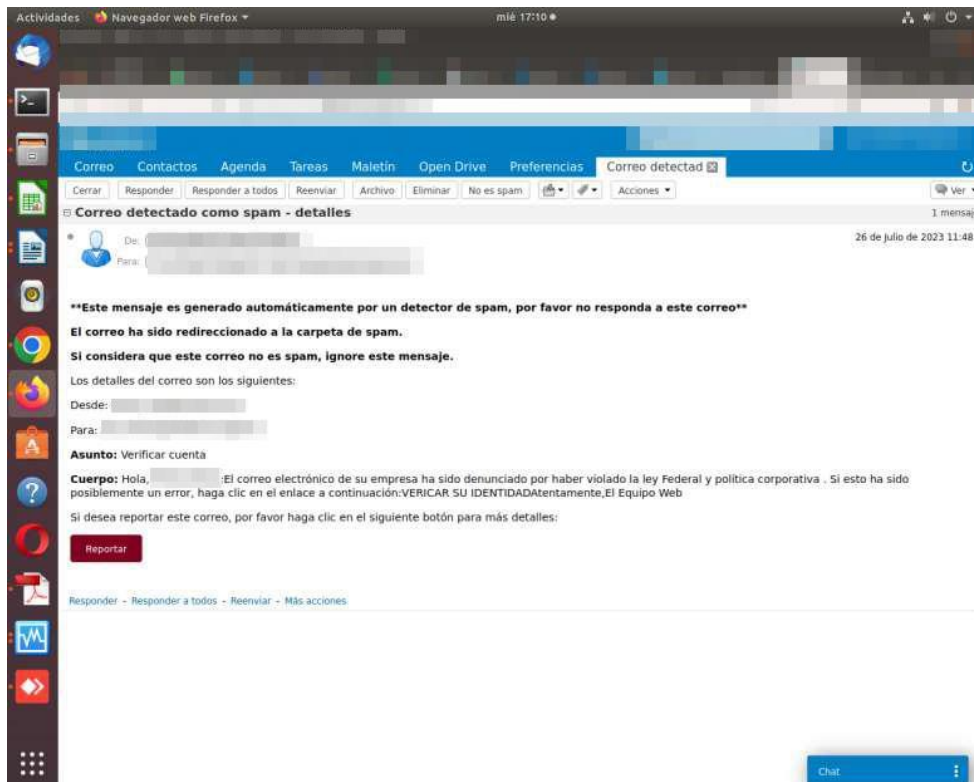 Actividades Navegador web Firefox mié 17:10
Correo Contactos Agenda Tareas Maletín Open Drive Preferencias Correo detectad
Cerrar Responder Responder a todos Reenviar Archivo Eliminar No es spam Acciones Ver
Correo detectado como spam - detalles 1 mensaj
De: 26 de Julio de 2023 11:48
Para:
**Este mensaje es generado automáticamente por un detector de spam, por favor no responda a este correo**
El correo ha sido redireccionado a la carpeta de spam.
Si considera que este correo no es spam, ignore este mensaje.
Los detalles del correo son los siguientes:
Desde:
Para:
Asunto: Verificar cuenta
Cuerpo: Hola, :El correo electrónico de su empresa ha sido denunciado por haber violado la ley Federal y política corporativa . Si esto ha sido
posiblemente un error, haga clic en el enlace a continuación:VERICAR SU IDENTIDADAtentamente,El Equipo Web
Si desea reportar este correo, por favor haga clic en el siguiente botón para más detalles:
Reportar
Responder - Responder a todos - Reenviar - Más acciones
Chat